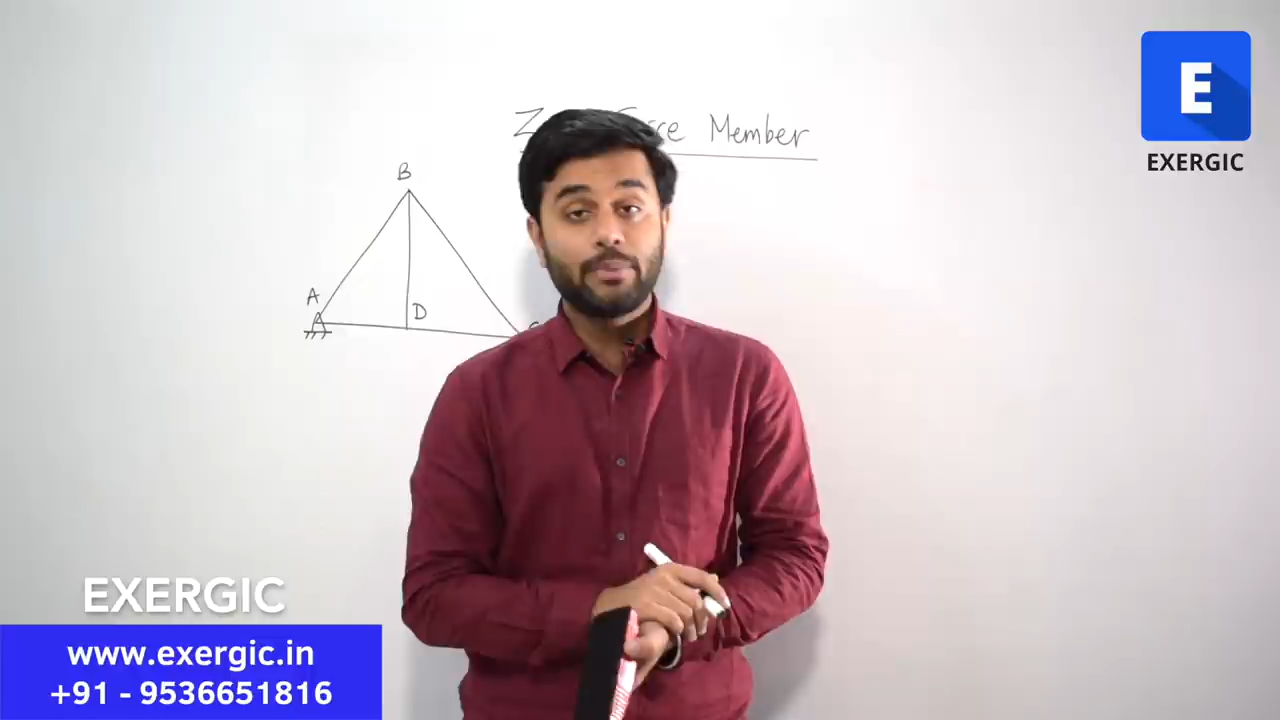 E
EXERGIC
Member
B
A
D
EXERGIC
www.exergic.in
+91 - 9536651816